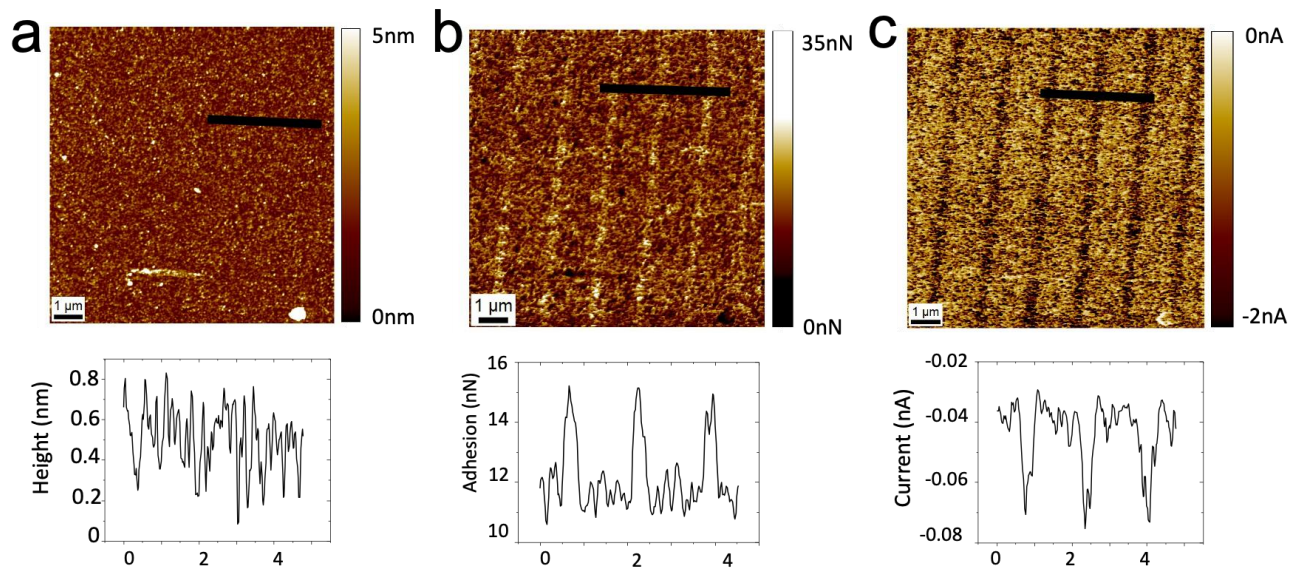 a
5nm
0nm
1 µm
b
35nN
0nN
1 µm
c
0nA
-2nA
1 µm
Height (nm)
0.8
0.6
0.4
0.2
0
0 2 4
Adhesion (nN)
16
14
12
10
0 2 4
Current (nA)
-0.02
-0.04
-0.06
-0.08
0 2 4